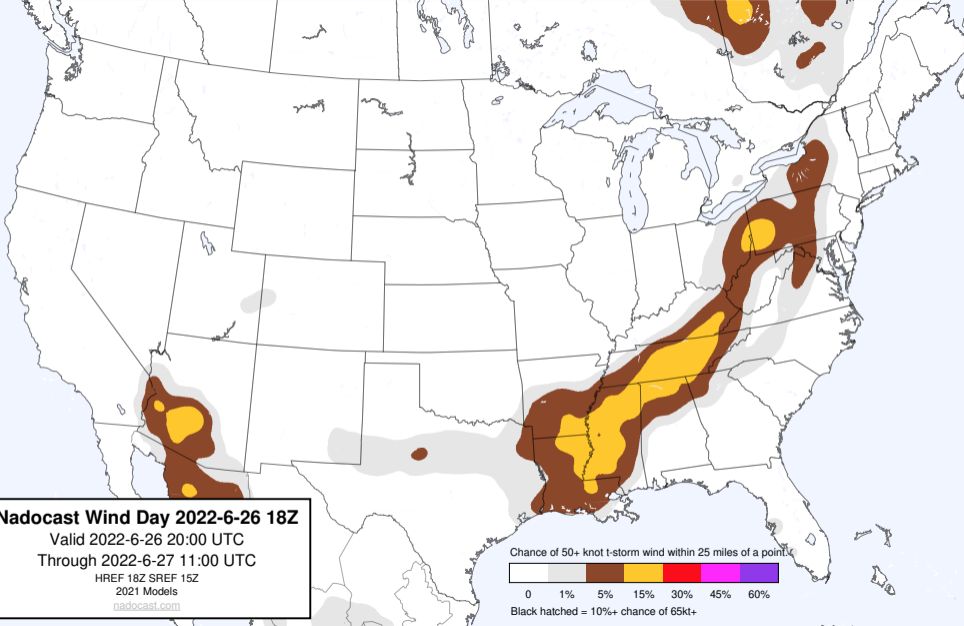 Nadocast Wind Day 2022-6-26 18Z
Valid 2022-6-26 20:00 UTC
Through 2022-6-27 11:00 UTC
HREF 18Z SREF 15Z
2021 Models
nadocast.com
Chance of 50+ knot t-storm wind within 25 miles of a point.
0 1% 5% 15% 30% 45% 60%
Black hatched = 10%+ chance of 65kt+